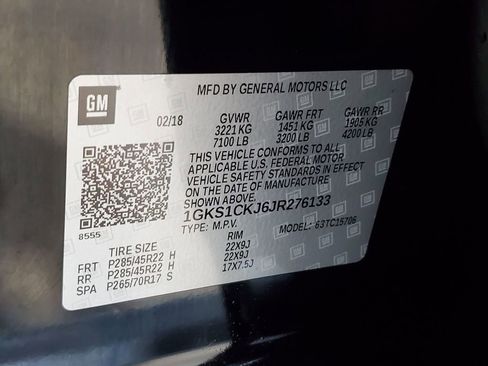 GM
MFD BY GENERAL MOTORS LLC
02/18 GVWR GAWR FRT GAWR RR
3221 KG 1451 KG 1905 KG
7100 LB 3200 LB 4200 LB
THIS VEHICLE CONFORMS TO ALL
APPLICABLE U.S. FEDERAL MOTOR
VEHICLE SAFETY STANDARDS IN EFFECT
ON THE DATE OF MANUFACTURE
SHOWN ABOVE.
1GKS1CKJ6JR276133
8555 TYPE: M.P.V. MODEL: 63TC15706
TIRE SIZE RIM
FRT P285/45R22 H 22X9J
RR P285/45R22 H 22X9J
SPA P265/70R17 S 17X7.5J